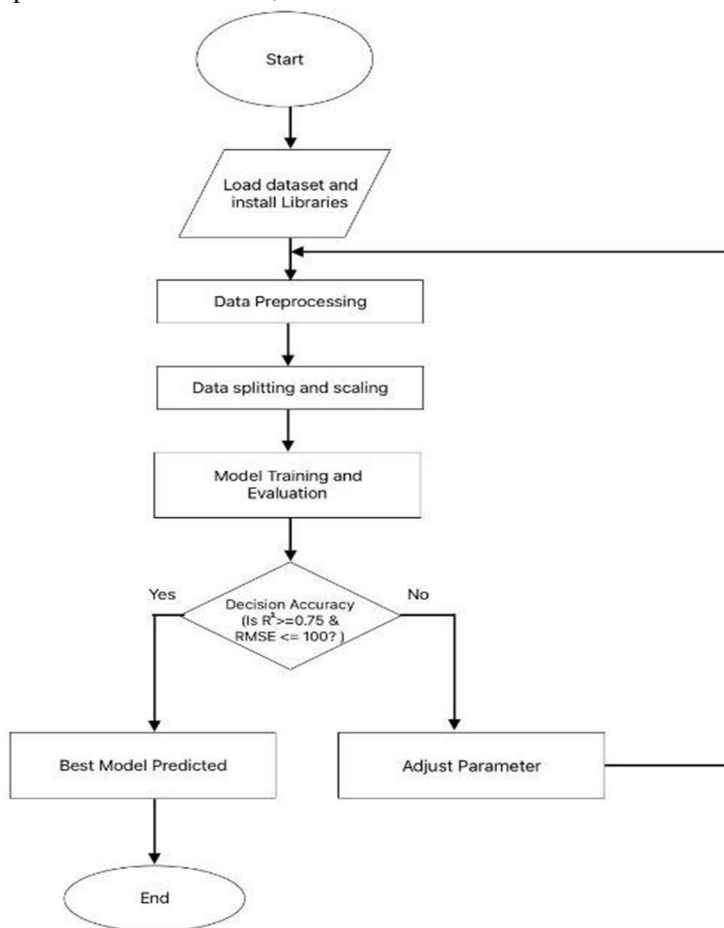 Start
Load dataset and
install Libraries
Data Preprocessing
Data splitting and scaling
Model Training and
Evaluation
Yes
No
Decision Accuracy
(Is R²>=0.75 &
RMSE <= 100? )
Best Model Predicted
Adjust Parameter
End